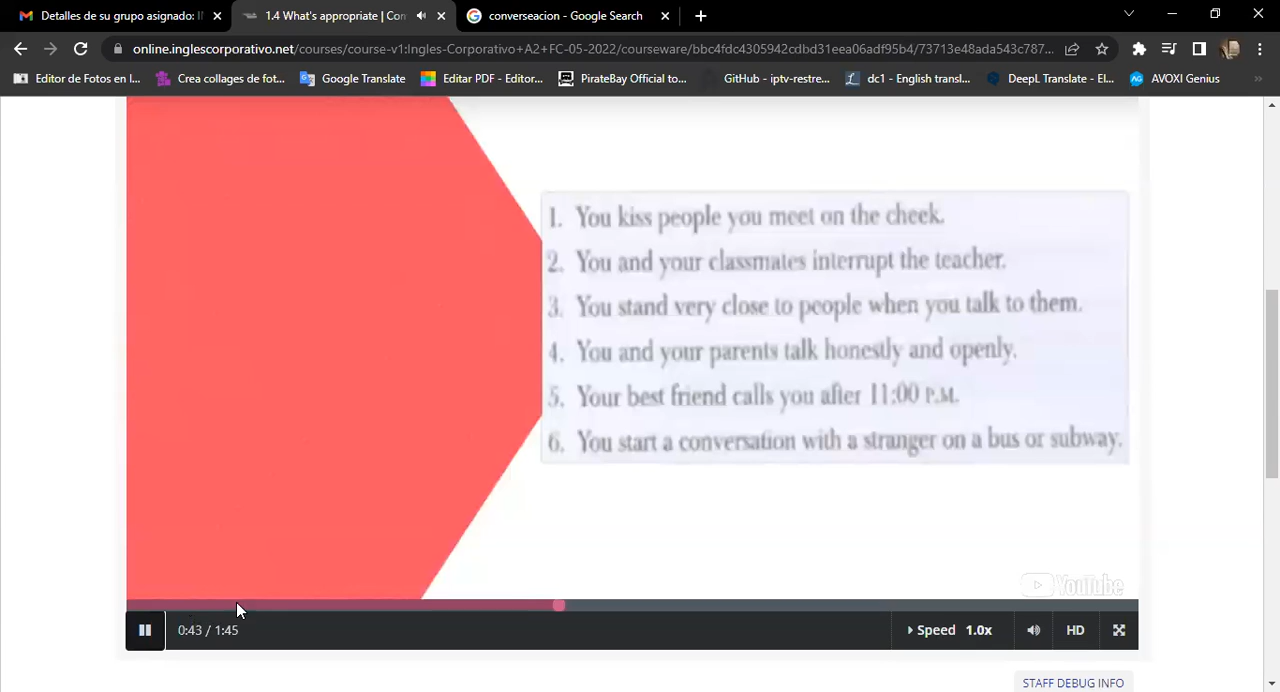 Detalles de su grupo asignado: I
1.4 What's appropriate | Cor
converseacion - Google Search
online.inglescorporativo.net/courses/course-v1:Ingles-Corporativo+A2+FC-05-2022/courseware/bbc4fdc4305942cdbd31eea06adf95b4/73713e48ada543c787...
Editor de Fotos en l...
Crea collages de fot...
Google Translate
Editar PDF - Editor...
PirateBay Official to...
GitHub - iptv-restre...
dc1 - English transl...
DeepL Translate - El...
AVOXI Genius
»
1. You kiss people you meet on the cheek.
2. You and your classmates interrupt the teacher.
3. You stand very close to people when you talk to them.
4. You and your parents talk honestly and openly.
5. Your best friend calls you after 11:00 P.M.
6. You start a conversation with a stranger on a bus or subway.
YouTube
0:43 / 1:45
Speed 1.0x
HD
STAFF DEBUG INFO